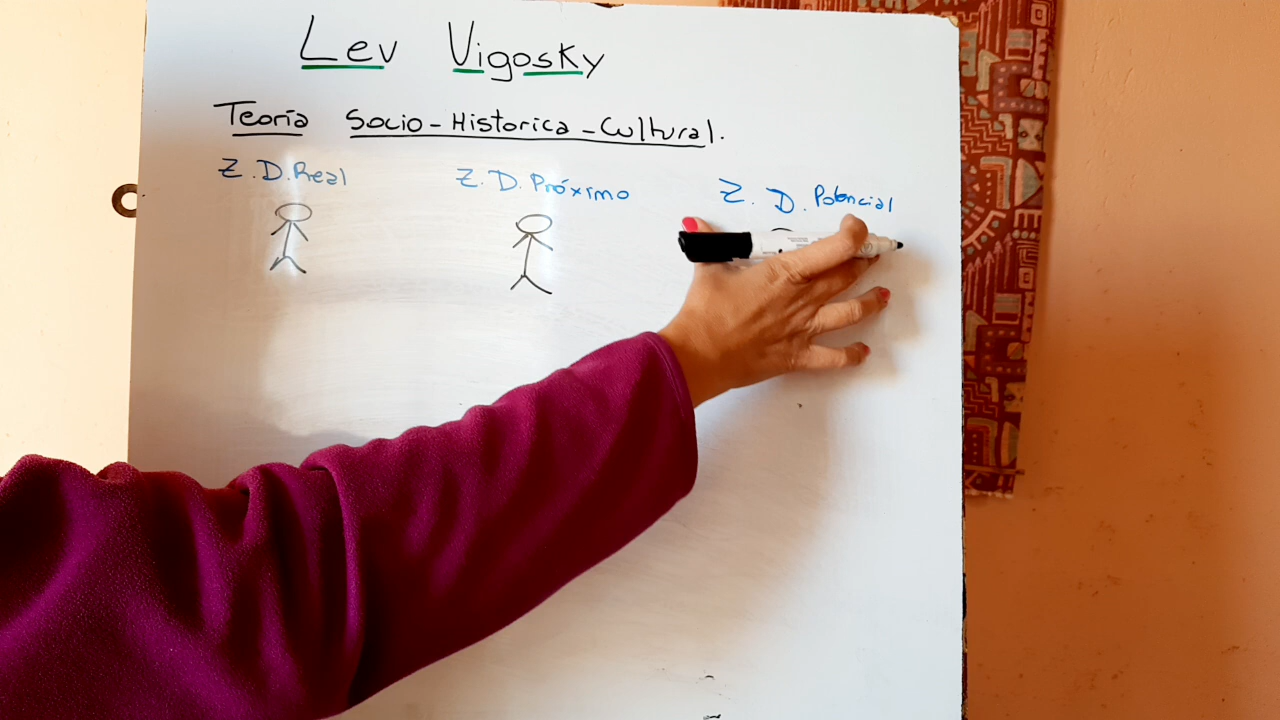 Lev Vigosky
Teoría Socio-Historica-Cultural.
Z.D.Real Z.D.Próximo Z.D.Potencial